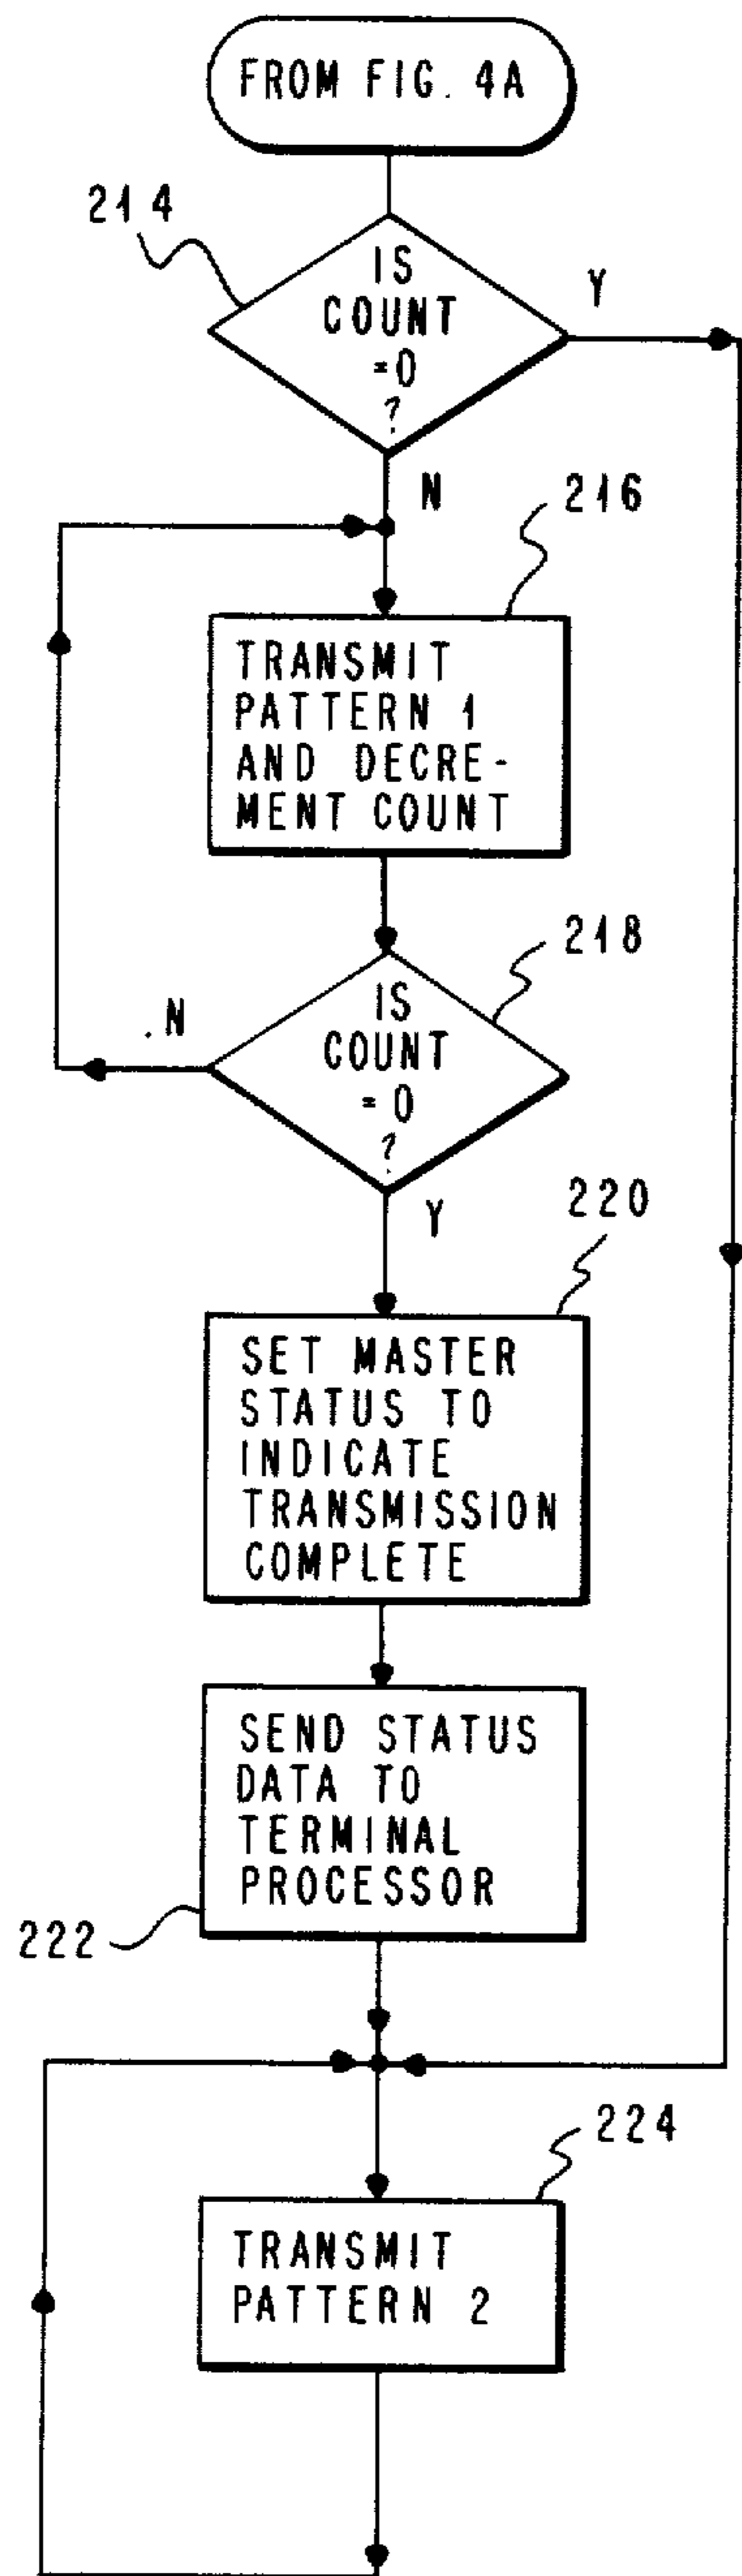 FROM FIG. 4A
214
IS
COUNT
=0
?
Y
N
216
TRANSMIT
PATTERN 1
AND DECRE-
MENT COUNT
218
IS
COUNT
=0
?
N
Y
220
SET MASTER
STATUS TO
INDICATE
TRANSMISSION
COMPLETE
SEND STATUS
DATA TO
TERMINAL
PROCESSOR
222
224
TRANSMIT
PATTERN 2